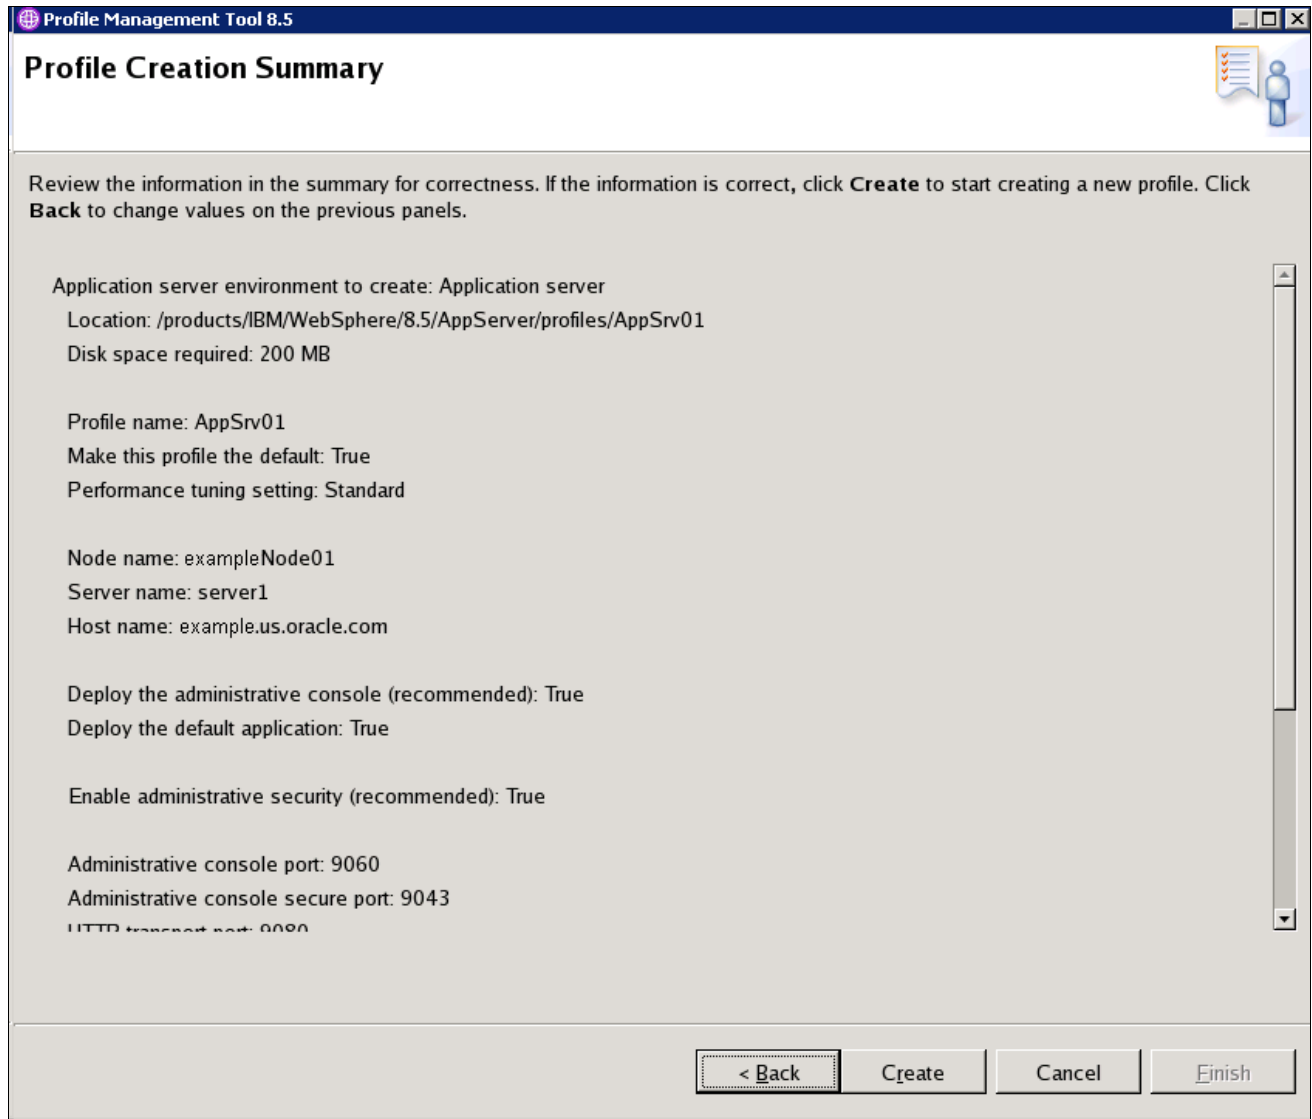 Profile Management Tool 8.5
Profile Creation Summary
Review the information in the summary for correctness. If the information is correct, click Create to start creating a new profile. Click
Back to change values on the previous panels.
Application server environment to create: Application server
Location: /products/IBM/WebSphere/8.5/AppServer/profiles/AppSrv01
Disk space required: 200 MB
Profile name: AppSrv01
Make this profile the default: True
Performance tuning setting: Standard
Node name: exampleNode01
Server name: server1
Host name: example.us.oracle.com
Deploy the administrative console (recommended): True
Deploy the default application: True
Enable administrative security (recommended): True
Administrative console port: 9060
Administrative console secure port: 9043
HTTP transport port: 9080
< Back Create Cancel Finish